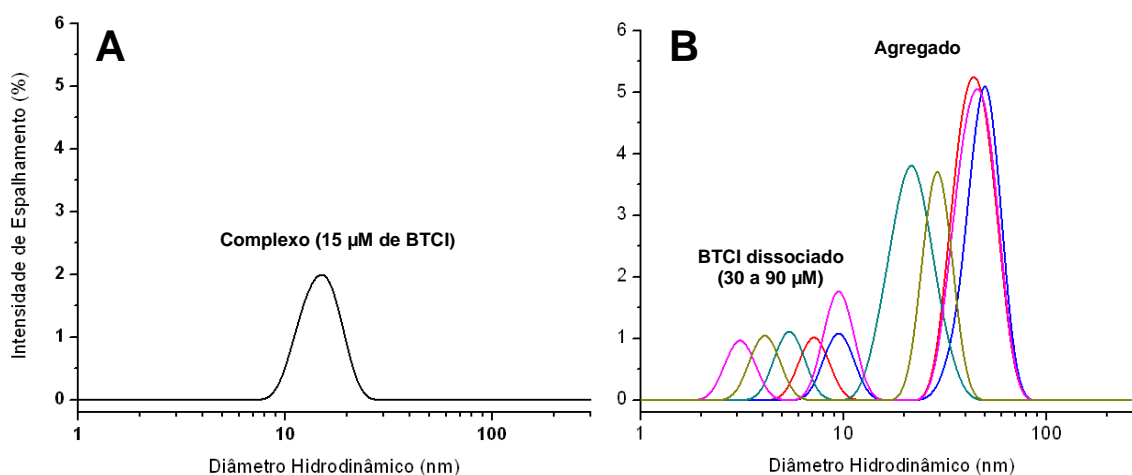 A
Intensidade de Espalhamento (%)
6
5
4
3
2
1
0
Complexo (15 µM de BTCI)
1
10
100
Diâmetro Hidrodinâmico (nm)
B
6
5
4
3
2
1
0
Agregado
BTCI dissociado
(30 a 90 µM)
1
10
100
Diâmetro Hidrodinâmico (nm)